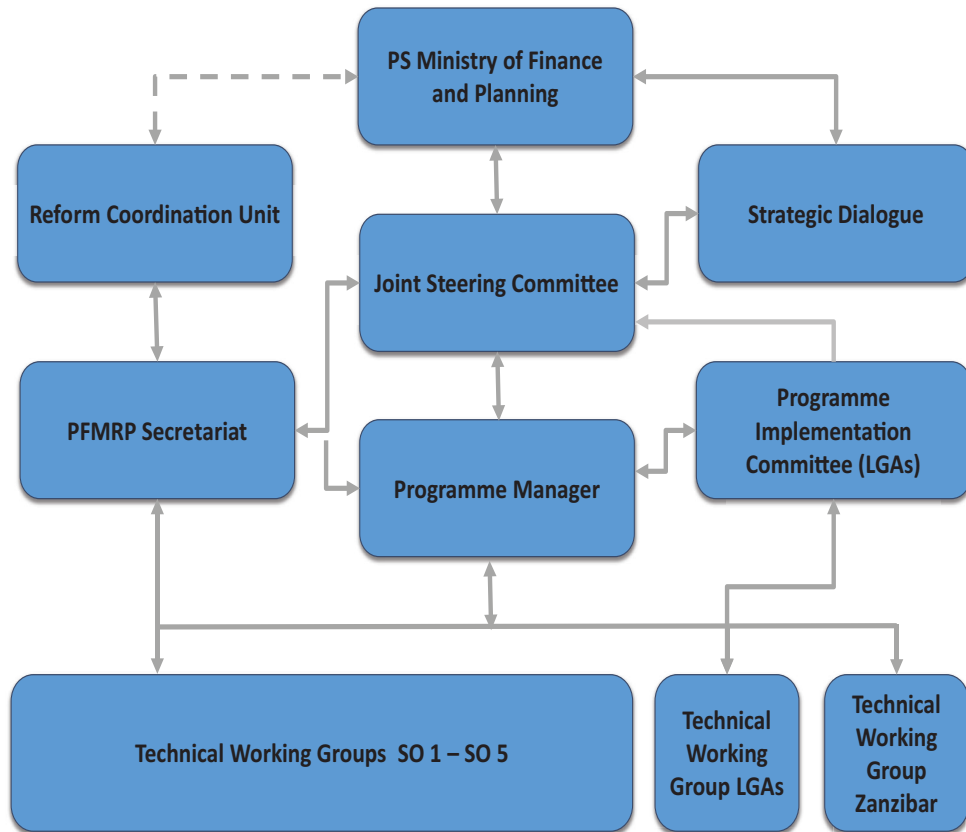 PS Ministry of Finance
and Planning
Reform Coordination Unit
Strategic Dialogue
Joint Steering Committee
PFMRP Secretariat
Programme
Implementation
Committee (LGAs)
Programme Manager
Technical Working Groups  SO 1 – SO 5
Technical
Working
Group LGAs
Technical
Working
Group
Zanzibar